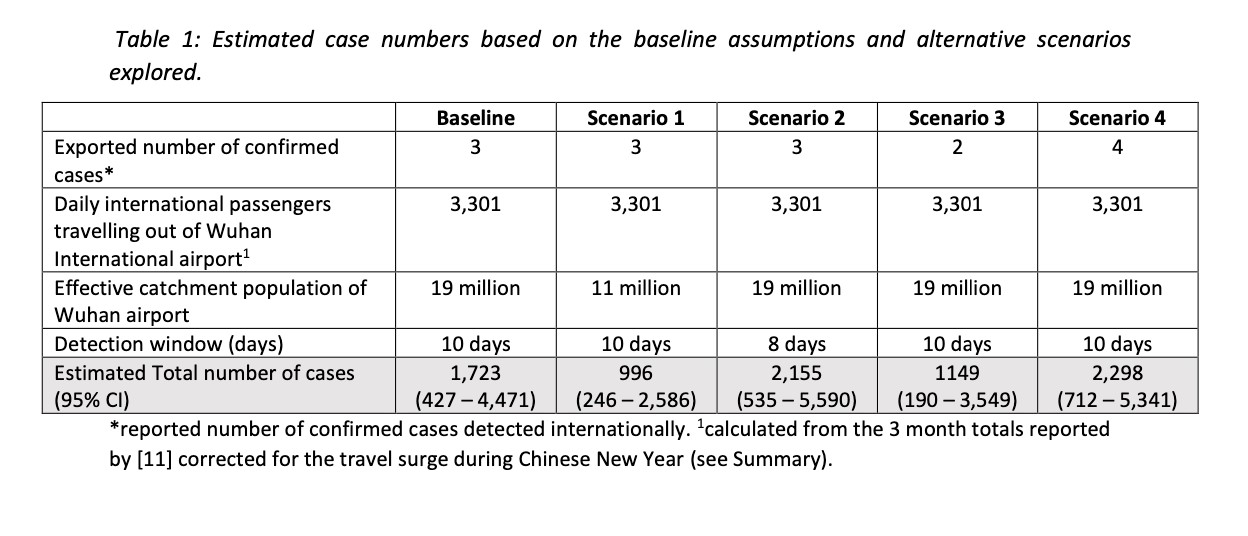 Table 1: Estimated case numbers based on the baseline assumptions and alternative scenarios
explored.
Baseline Scenario 1 Scenario 2 Scenario 3 Scenario 4
Exported number of confirmed 3 3 3 2 4
cases*
Daily international passengers 3,301 3,301 3,301 3,301 3,301
travelling out of Wuhan
International airport¹
Effective catchment population of 19 million 11 million 19 million 19 million 19 million
Wuhan airport
Detection window (days) 10 days 10 days 8 days 10 days 10 days
Estimated Total number of cases 1,723 996 2,155 1149 2,298
(95% CI) (427 – 4,471) (246 – 2,586) (535 – 5,590) (190 – 3,549) (712 – 5,341)
*reported number of confirmed cases detected internationally. ¹calculated from the 3 month totals reported
by [11] corrected for the travel surge during Chinese New Year (see Summary).